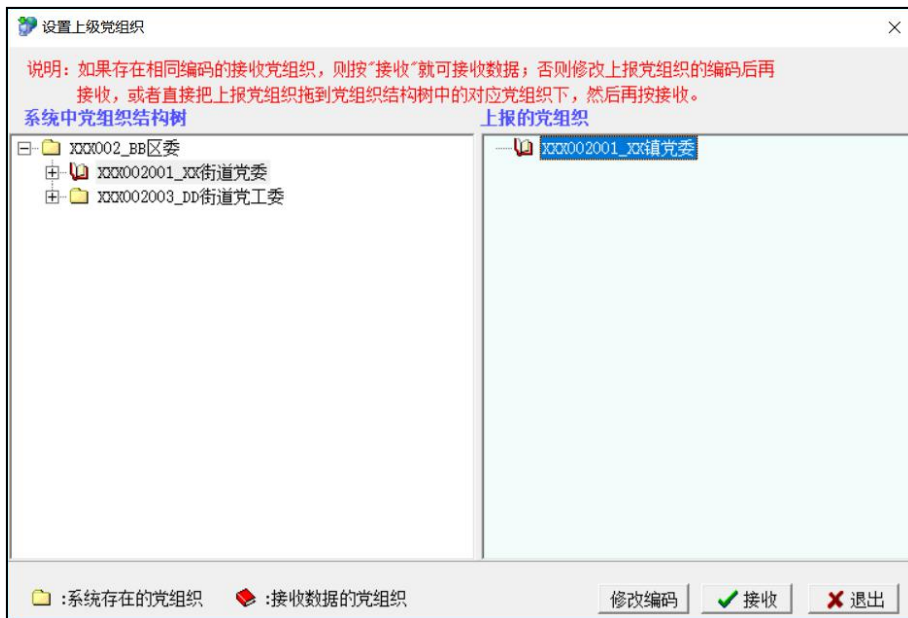 设置上级党组织
说明：如果存在相同编码的接收党组织，则按"接收"就可接收数据；否则修改上报党组织的编码后再
接收，或者直接把上报党组织拖到党组织结构树中的对应党组织下，然后再按接收。
系统中党组织结构树
上报的党组织
XXX002_BB区委
XXX002001_XX街道党委
XXX002003_DD街道党工委
XXX002001_XX镇党委
:系统存在的党组织
:接收数据的党组织
修改编码
接收
退出